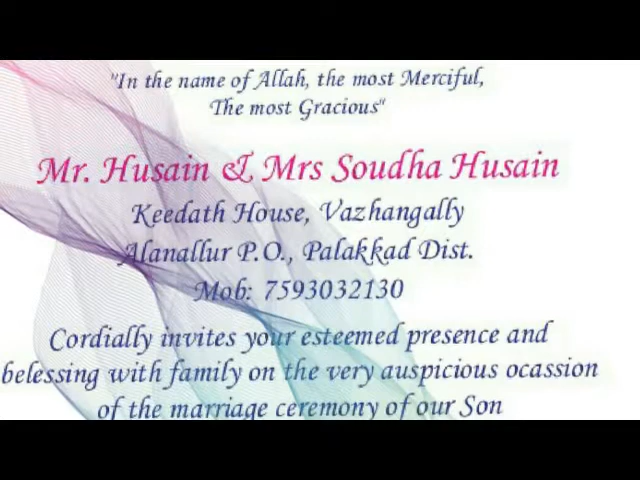 "In the name of Allah, the most Merciful,
The most Gracious"
Mr. Husain & Mrs Soudha Husain
Keedath House, Vazhangally
Alanallur P.O., Palakkad Dist.
Mob: 7593032130
Cordially invites your esteemed presence and
belessing with family on the very auspicious ocassion
of the marriage ceremony of our Son